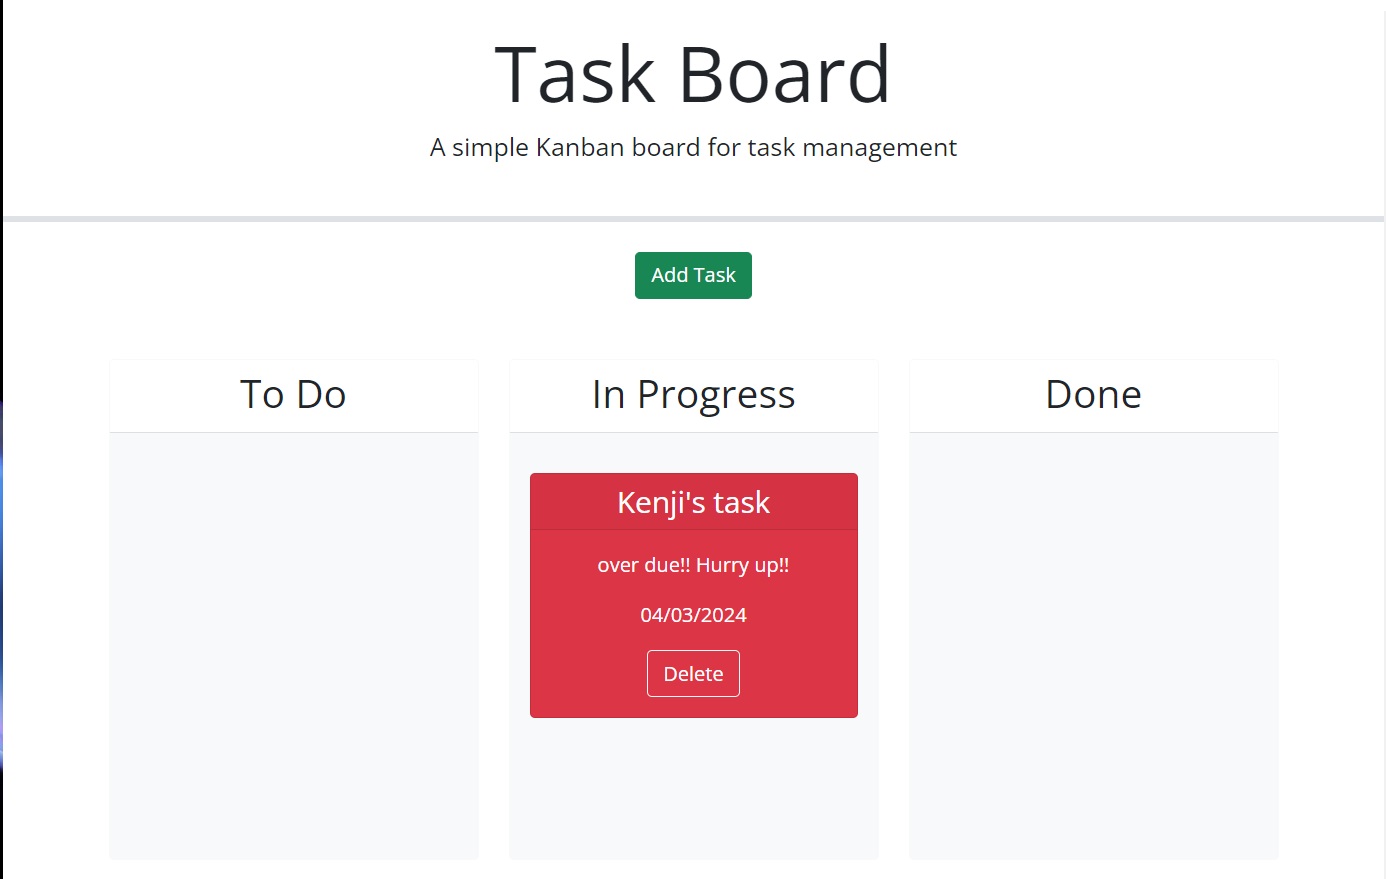 Task Board
A simple Kanban board for task management
Add Task
To Do
In Progress
Done
Kenji's task
over due!! Hurry up!!
04/03/2024
Delete